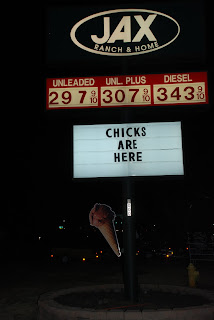 JAX
RANCH & HOME
UNLEADED UNL. PLUS DIESEL
297 9/10 307 9/10 343 9/10
CHICKS
ARE
HERE